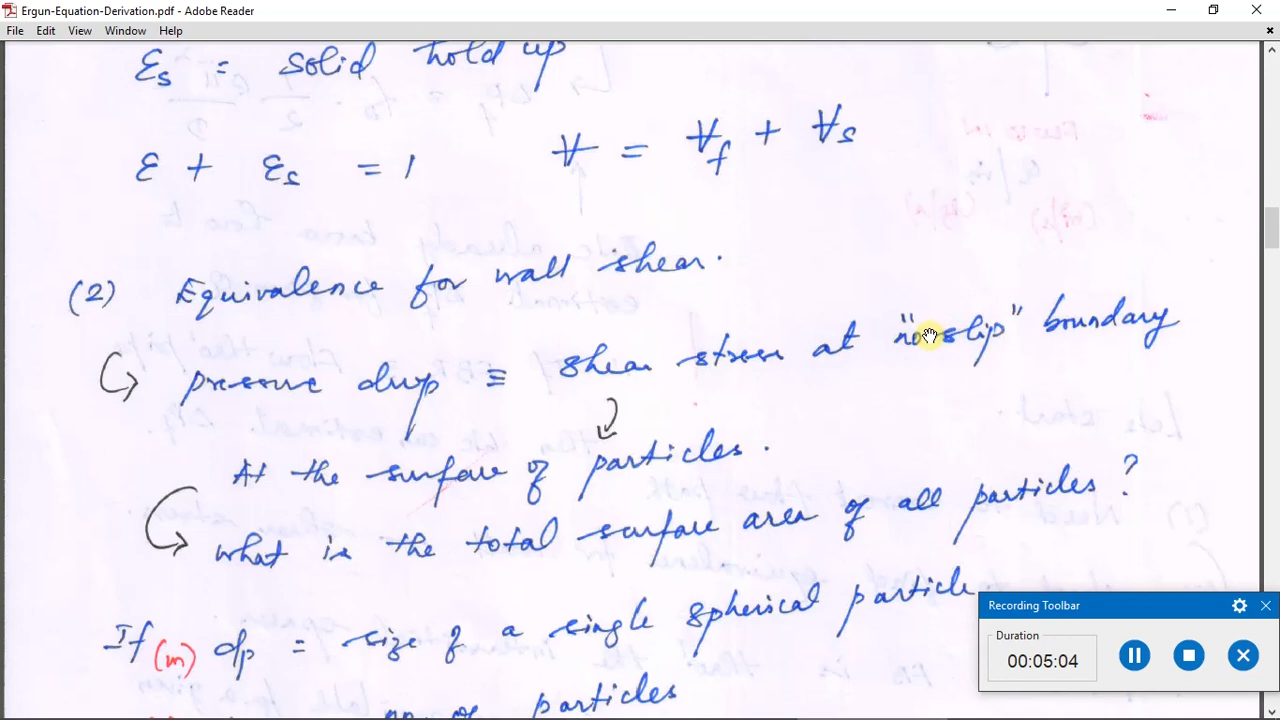 Ergun-Equation-Derivation.pdf - Adobe Reader
File Edit View Window Help
εs = solid hold up
ε + εs = 1 V = Vf + Vs
(2) Equivalence for wall shear.
pressure drop ≡ shear stress at "noslip" boundary
At the surface of particles.
what is the total surface area of all particles?
If (m) dp = size of a single spherical particle
no. of particles
Recording Toolbar
Duration
00:05:04